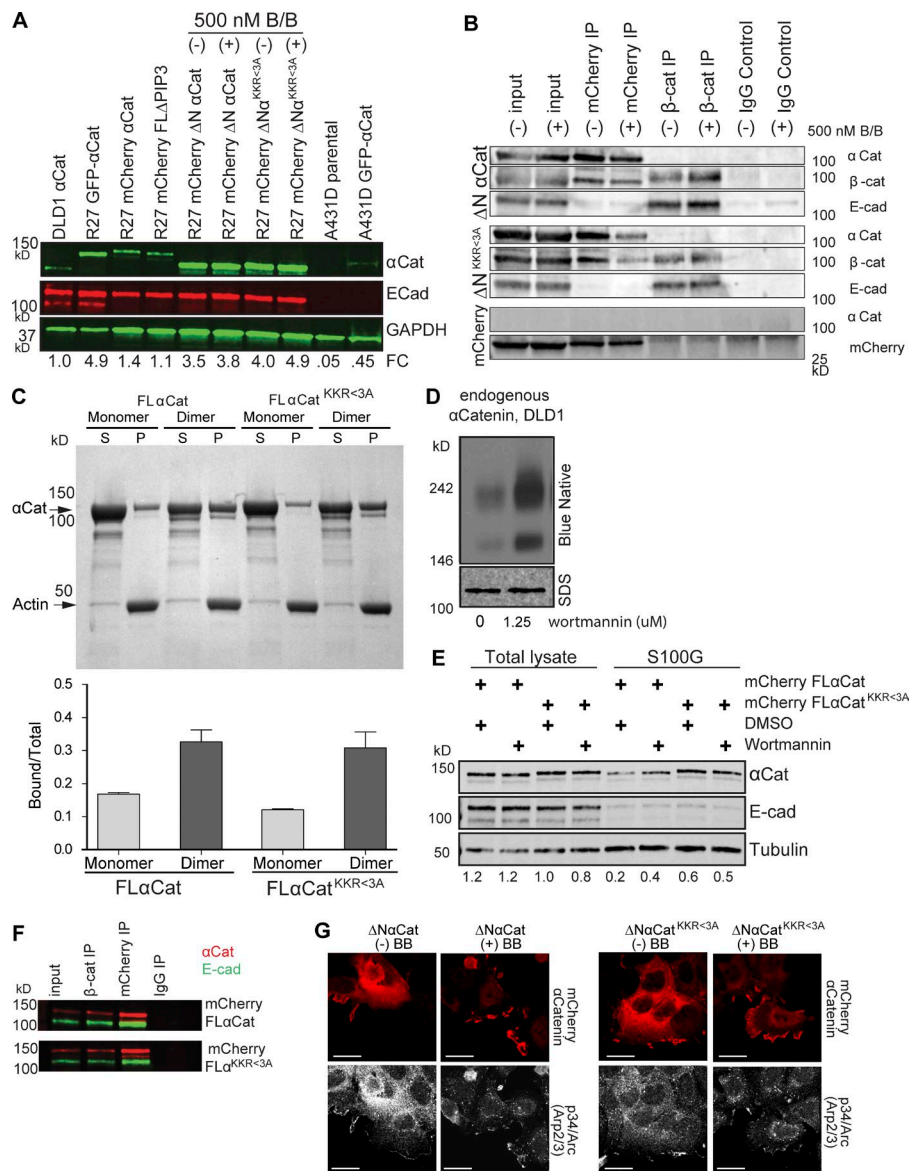 A
500 nM B/B
(-) (+) (-) (+)
DLD1 αCat
R27 GFP-αCat
R27 mCherry αCat
R27 mCherry FLΔPIP3
R27 mCherry ΔN αCat
R27 mCherry ΔN αCat
R27 mCherry ΔNα^KKR<3A
R27 mCherry ΔNα^KKR<3A
A431D parental
A431D GFP-αCat
150
kD
αCat
ECad
100
kD
GAPDH
37
kD
1.0 4.9 1.4 1.1 3.5 3.8 4.0 4.9 .05 .45 FC
B
input input mCherry IP mCherry IP β-cat IP β-cat IP IgG Control IgG Control
(-) (+) (-) (+) (-) (+) (-) (+) 500 nM B/B
ΔN αCat
100 α Cat
100 β-cat
100 E-cad
ΔN KKR<3A
100 α Cat
100 β-cat
100 E-cad
mCherry
100 α Cat
mCherry
25
kD
C
FL αCat FL αCat KKR<3A
Monomer Dimer Monomer Dimer
kD S P S P S P S P
150
αCat
100
50
Actin
0.5
0.4
0.3
0.2
0.1
0.0
Bound/Total
Monomer Dimer Monomer Dimer
FLαCat FLαCat KKR<3A
D
endogenous
αCatenin, DLD1
kD
242
146
Blue Native
100
SDS
0 1.25 wortmannin (uM)
E
Total lysate S100G
+ + + + mCherry FLαCat
+ + + + mCherry FLαCat KKR<3A
+ + + + DMSO
+ + + + Wortmannin
kD
150 αCat
100 E-cad
50 Tubulin
1.2 1.2 1.0 0.8 0.2 0.4 0.6 0.5
F
αCat
E-cad
input β-cat IP mCherry IP IgG IP
kD
150 mCherry
100 FLαCat
150 mCherry
100 FLα KKR<3A
G
ΔNαCat ΔNαCat ΔNαCat KKR<3A ΔNαCat KKR<3A
(-) BB (+) BB (-) BB (+) BB
mCherry
αCatenin
mCherry
αCatenin
p34/Arc
(Arp2/3)
p34/Arc
(Arp2/3)